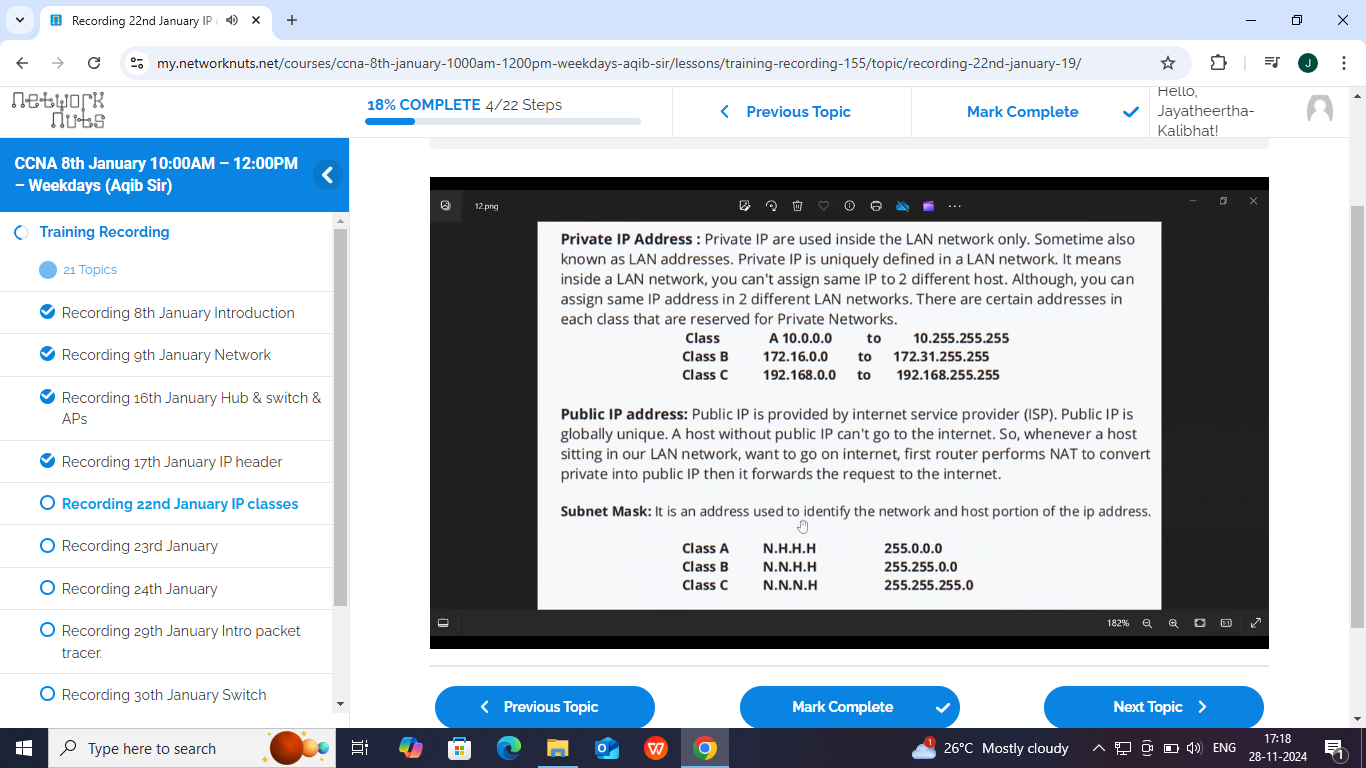 Recording 22nd January IP c
my.networknuts.net/courses/ccna-8th-january-1000am-1200pm-weekdays-aqib-sir/lessons/training-recording-155/topic/recording-22nd-january-19/
J
Network
Nuts
18% COMPLETE 4/22 Steps
Previous Topic
Mark Complete
Hello,
Jayatheertha-
Kalibhat!
CCNA 8th January 10:00AM – 12:00PM
– Weekdays (Aqib Sir)
Training Recording
21 Topics
Recording 8th January Introduction
Recording 9th January Network
Recording 16th January Hub & switch &
APs
Recording 17th January IP header
Recording 22nd January IP classes
Recording 23rd January
Recording 24th January
Recording 29th January Intro packet
tracer.
Recording 30th January Switch
12.png
Private IP Address : Private IP are used inside the LAN network only. Sometime also
known as LAN addresses. Private IP is uniquely defined in a LAN network. It means
inside a LAN network, you can't assign same IP to 2 different host. Although, you can
assign same IP address in 2 different LAN networks. There are certain addresses in
each class that are reserved for Private Networks.
Class A 10.0.0.0 to 10.255.255.255
Class B 172.16.0.0 to 172.31.255.255
Class C 192.168.0.0 to 192.168.255.255
Public IP address: Public IP is provided by internet service provider (ISP). Public IP is
globally unique. A host without public IP can't go to the internet. So, whenever a host
sitting in our LAN network, want to go on internet, first router performs NAT to convert
private into public IP then it forwards the request to the internet.
Subnet Mask: It is an address used to identify the network and host portion of the ip address.
Class A N.H.H.H 255.0.0.0
Class B N.N.H.H 255.255.0.0
Class C N.N.N.H 255.255.255.0
182%
Previous Topic
Mark Complete
Next Topic
Type here to search
1
26°C Mostly cloudy
ENG
17:18
28-11-2024
1